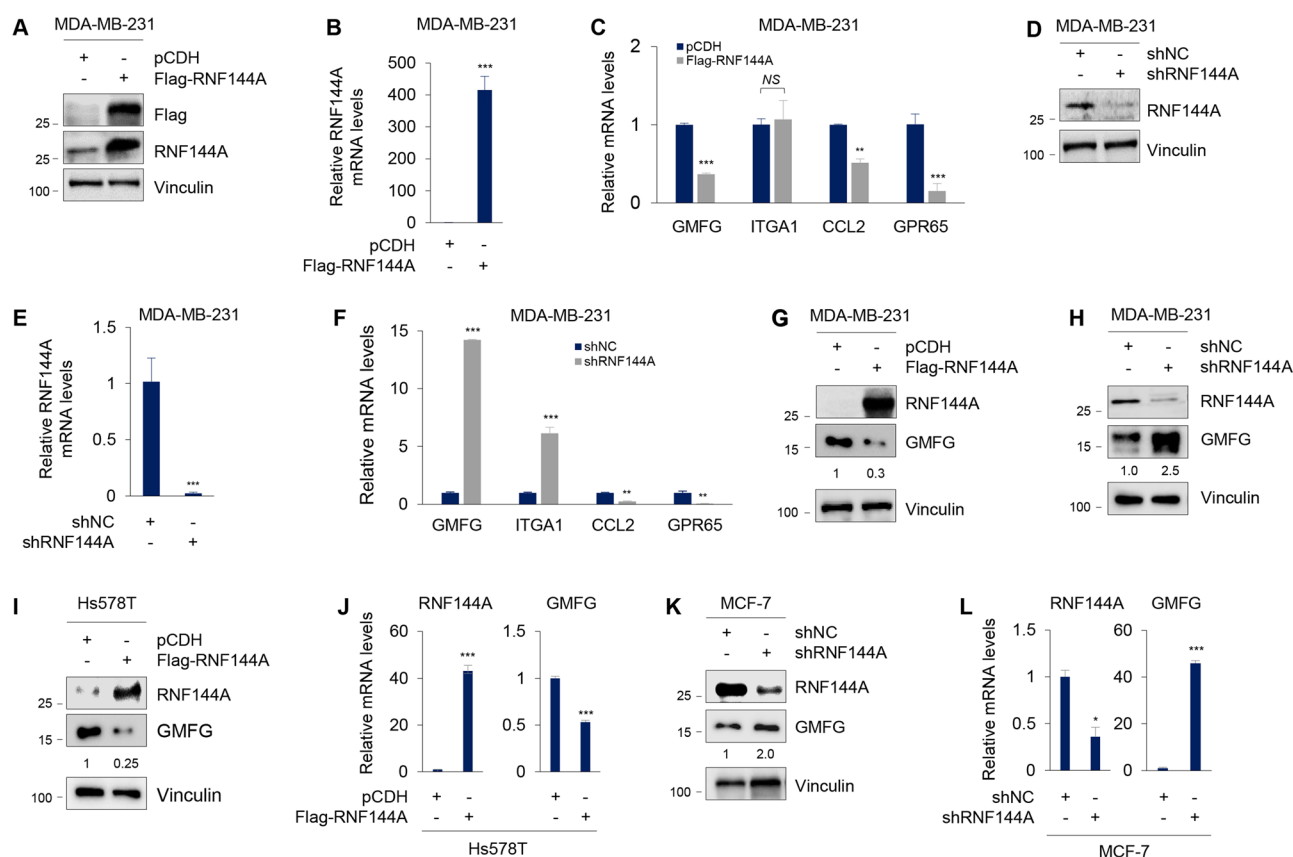 A
MDA-MB-231
+ - pCDH
- + Flag-RNF144A
Flag
25
RNF144A
25
Vinculin
100
B
MDA-MB-231
Relative RNF144A
mRNA levels
500
400
300
200
100
0
***
pCDH + -
Flag-RNF144A - +
C
MDA-MB-231
Relative mRNA levels
2
1
0
pCDH
Flag-RNF144A
NS
***
**
***
GMFG ITGA1 CCL2 GPR65
D
MDA-MB-231
+ - shNC
- + shRNF144A
RNF144A
25
Vinculin
100
E
MDA-MB-231
Relative RNF144A
mRNA levels
1.5
1
0.5
0
***
shNC + -
shRNF144A - +
F
MDA-MB-231
Relative mRNA levels
15
10
5
0
shNC
shRNF144A
***
***
**
**
GMFG ITGA1 CCL2 GPR65
G
MDA-MB-231
+ - pCDH
- + Flag-RNF144A
RNF144A
25
GMFG
15
1 0.3
Vinculin
100
H
MDA-MB-231
+ - shNC
- + shRNF144A
RNF144A
25
GMFG
15
1.0 2.5
Vinculin
100
I
Hs578T
+ - pCDH
- + Flag-RNF144A
RNF144A
25
GMFG
15
1 0.25
Vinculin
100
J
RNF144A GMFG
Relative mRNA levels
60
40
20
0
***
1.5
1
0.5
0
***
pCDH + - + -
Flag-RNF144A - + - +
Hs578T
K
MCF-7
+ - shNC
- + shRNF144A
RNF144A
25
GMFG
15
1 2.0
Vinculin
100
L
RNF144A GMFG
Relative mRNA levels
1.5
1
0.5
0
*
60
40
20
0
***
shNC + - + -
shRNF144A - + - +
MCF-7